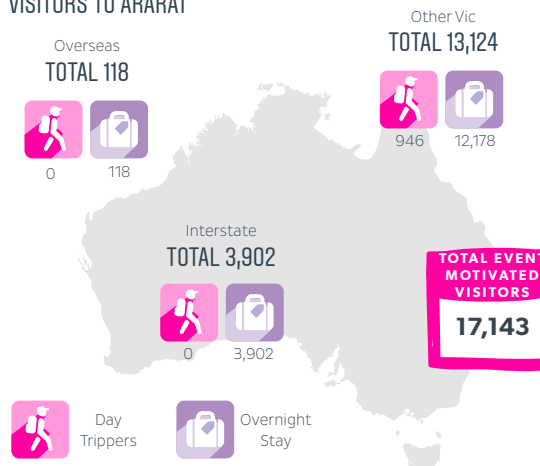 VISITORS TO ARARAT
Overseas
TOTAL 118
0
118
Other Vic
TOTAL 13,124
946
12,178
Interstate
TOTAL 3,902
0
3,902
TOTAL EVENT
MOTIVATED
VISITORS
17,143
Day
Trippers
Overnight
Stay